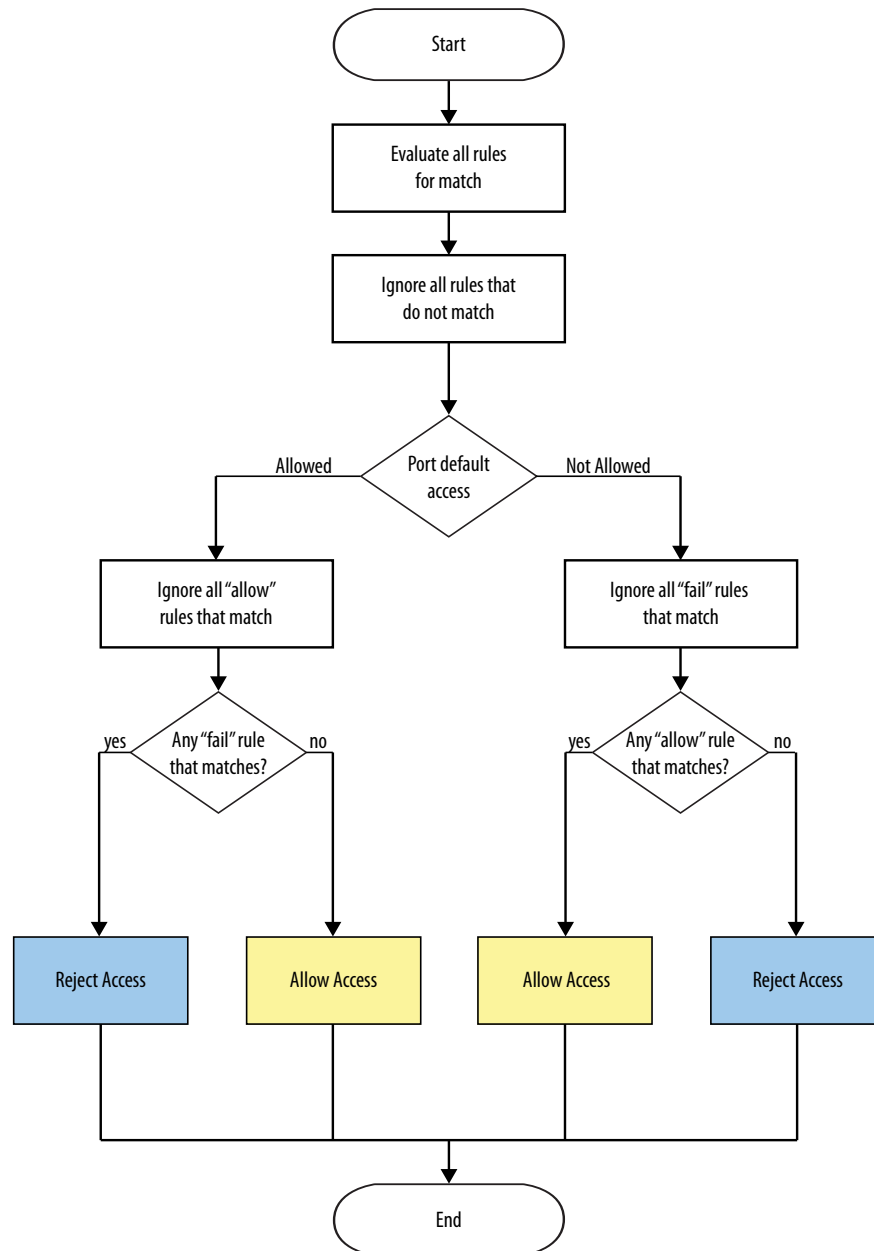 Start
Evaluate all rules
for match
Ignore all rules that
do not match
Port default
access
Allowed
Not Allowed
Ignore all “allow”
rules that match
Ignore all “fail” rules
that match
Any “fail” rule
that matches?
yes
no
Any “allow” rule
that matches?
yes
no
Reject Access
Allow Access
Allow Access
Reject Access
End